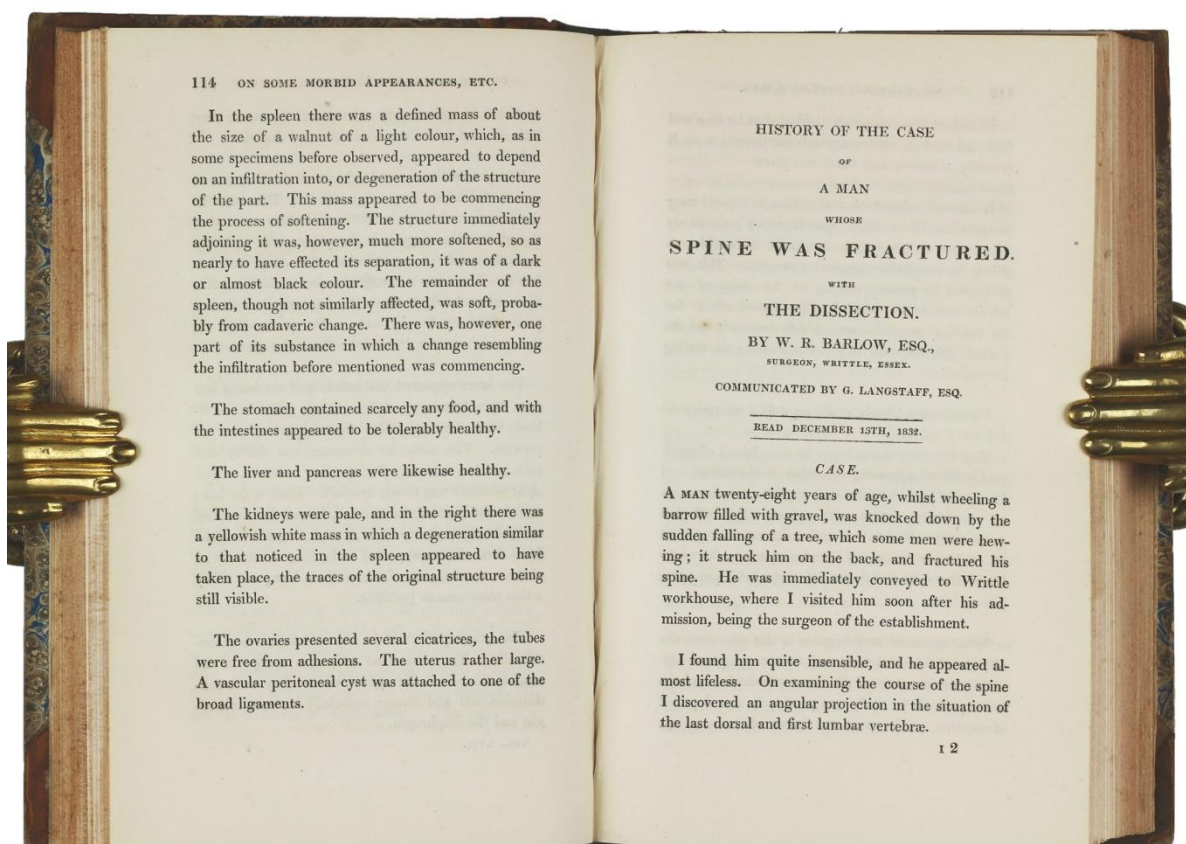 114 ON SOME MORBID APPEARANCES, ETC.
In the spleen there was a defined mass of about
the size of a walnut of a light colour, which, as in
some specimens before observed, appeared to depend
on an infiltration into, or degeneration of the structure
of the part. This mass appeared to be commencing
the process of softening. The structure immediately
adjoining it was, however, much more softened, so as
nearly to have effected its separation, it was of a dark
or almost black colour. The remainder of the
spleen, though not similarly affected, was soft, proba-
bly from cadaveric change. There was, however, one
part of its substance in which a change resembling
the infiltration before mentioned was commencing.
The stomach contained scarcely any food, and with
the intestines appeared to be tolerably healthy.
The liver and pancreas were likewise healthy.
The kidneys were pale, and in the right there was
a yellowish white mass in which a degeneration similar
to that noticed in the spleen appeared to have
taken place, the traces of the original structure being
still visible.
The ovaries presented several cicatrices, the tubes
were free from adhesions. The uterus rather large.
A vascular peritoneal cyst was attached to one of the
broad ligaments.
HISTORY OF THE CASE
OF
A MAN
WHOSE
SPINE WAS FRACTURED.
WITH
THE DISSECTION.
BY W. R. BARLOW, ESQ.,
SURGEON, WRITTLE, ESSEX.
COMMUNICATED BY G. LANGSTAFF, ESQ.
READ DECEMBER 13TH, 1832.
CASE.
A MAN twenty-eight years of age, whilst wheeling a
barrow filled with gravel, was knocked down by the
sudden falling of a tree, which some men were hew-
ing; it struck him on the back, and fractured his
spine. He was immediately conveyed to Writtle
workhouse, where I visited him soon after his ad-
mission, being the surgeon of the establishment.
I found him quite insensible, and he appeared al-
most lifeless. On examining the course of the spine
I discovered an angular projection in the situation of
the last dorsal and first lumbar vertebræ.
I 2